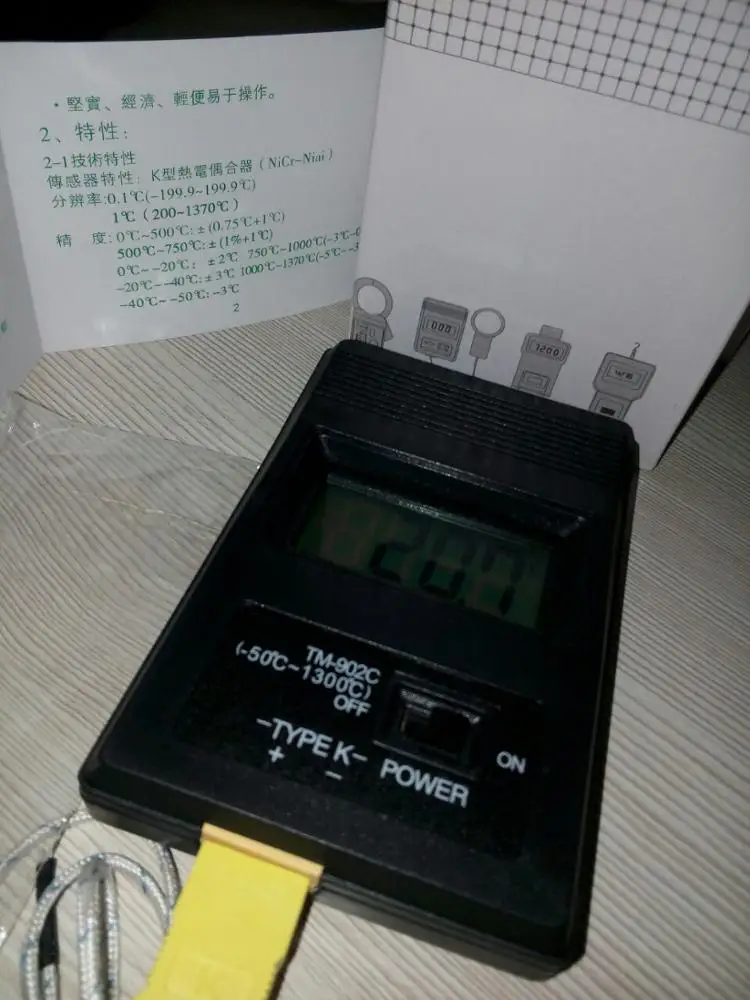 ·堅實、經濟、輕便易于操作。
2、特性：
2-1技術特性
傳感器特性：K型熱電偶合器（NiCr-Niai）
分辨率:0.1℃(-199.9~199.9℃)
1℃（200~1370℃）
精 度:0℃~500℃:±(0.75℃+1℃)
500℃~750℃:±(1%+1℃)
0℃~-20℃：±2℃ 750℃~1000℃(-3℃
-20℃~-40℃:±3℃ 1000℃~1370℃(-5℃~
-40℃~-50℃:-3℃
2
TM-902C
(-50℃~1300℃)
OFF
ON
-TYPE K-
+ -
POWER